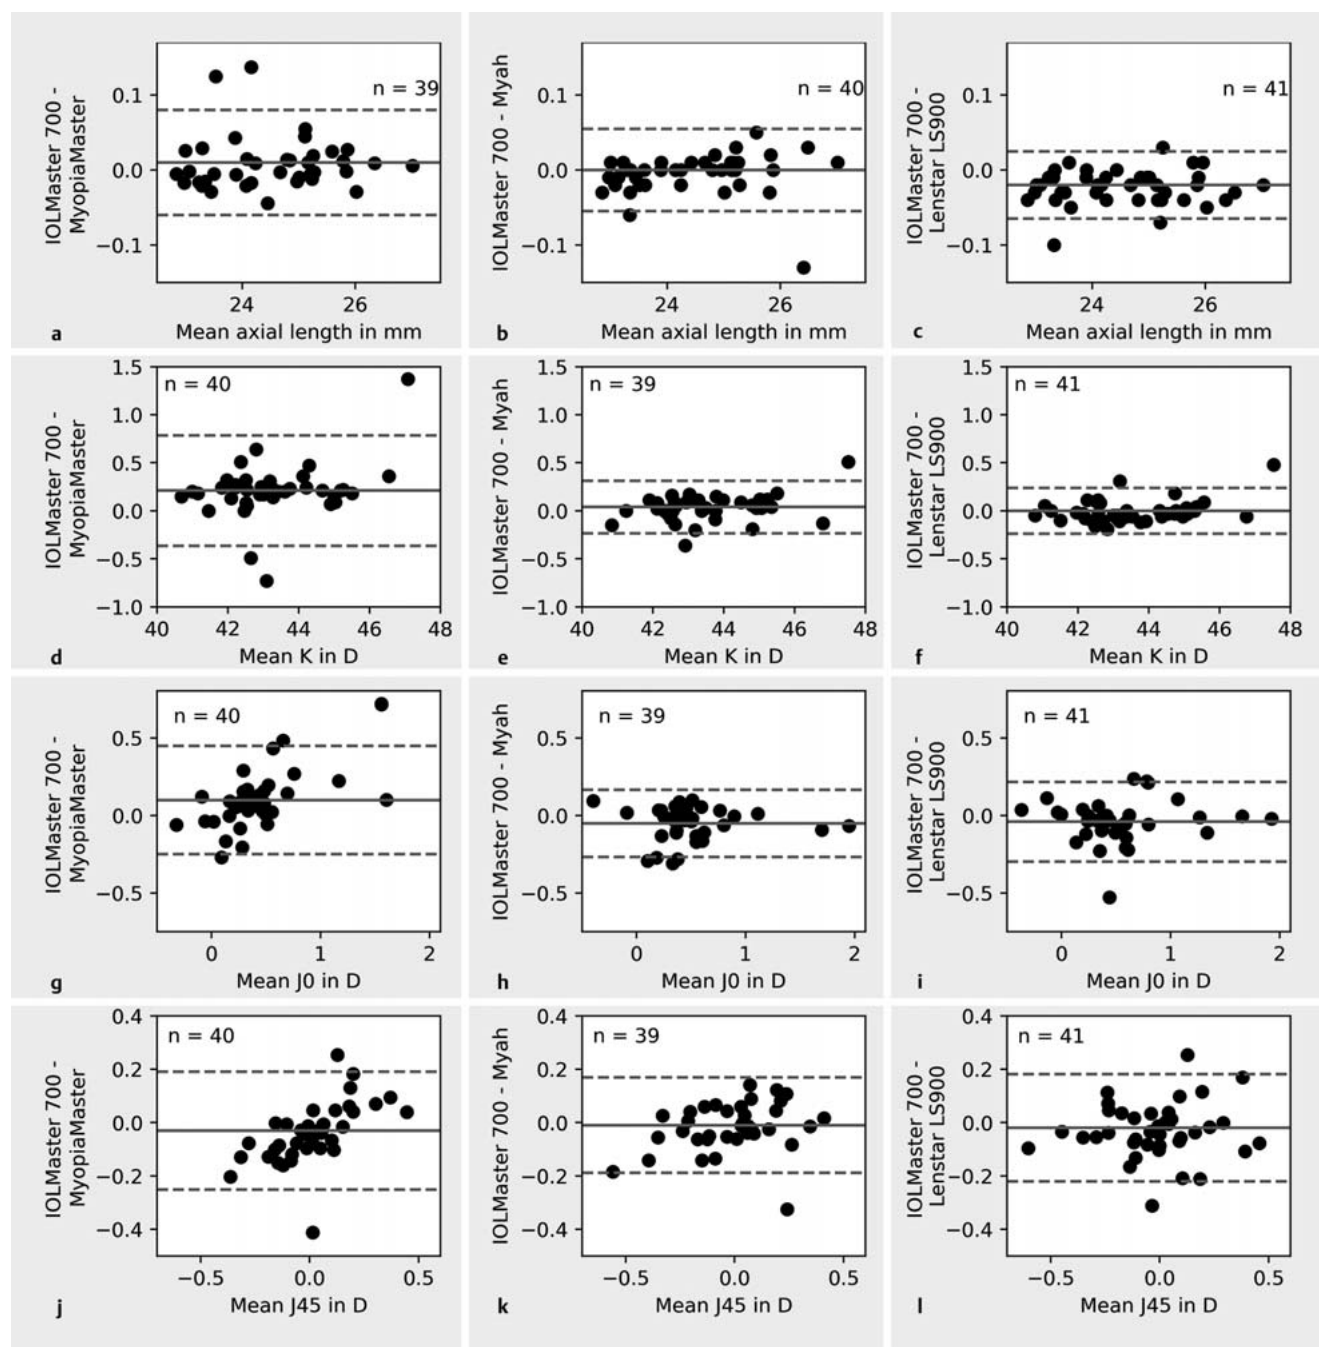 IOLMaster 700 -
MyopiaMaster
0.1
0.0
−0.1
n = 39
24 26
Mean axial length in mm
a
IOLMaster 700 - Myah
0.1
0.0
−0.1
n = 40
24 26
Mean axial length in mm
b
IOLMaster 700 -
Lenstar LS900
0.1
0.0
−0.1
n = 41
24 26
Mean axial length in mm
c
IOLMaster 700 -
MyopiaMaster
1.5
1.0
0.5
0.0
−0.5
−1.0
n = 40
40 42 44 46 48
Mean K in D
d
IOLMaster 700 - Myah
1.5
1.0
0.5
0.0
−0.5
−1.0
n = 39
40 42 44 46 48
Mean K in D
e
IOLMaster 700 -
Lenstar LS900
1.5
1.0
0.5
0.0
−0.5
−1.0
n = 41
40 42 44 46 48
Mean K in D
f
IOLMaster 700 -
MyopiaMaster
0.5
0.0
−0.5
n = 40
0 1 2
Mean J0 in D
g
IOLMaster 700 - Myah
0.5
0.0
−0.5
n = 39
0 1 2
Mean J0 in D
h
IOLMaster 700 -
Lenstar LS900
0.5
0.0
−0.5
n = 41
0 1 2
Mean J0 in D
i
IOLMaster 700 -
MyopiaMaster
0.4
0.2
0.0
−0.2
−0.4
n = 40
−0.5 0.0 0.5
Mean J45 in D
j
IOLMaster 700 - Myah
0.4
0.2
0.0
−0.2
−0.4
n = 39
−0.5 0.0 0.5
Mean J45 in D
k
IOLMaster 700 -
Lenstar LS900
0.4
0.2
0.0
−0.2
−0.4
n = 41
−0.5 0.0 0.5
Mean J45 in D
l